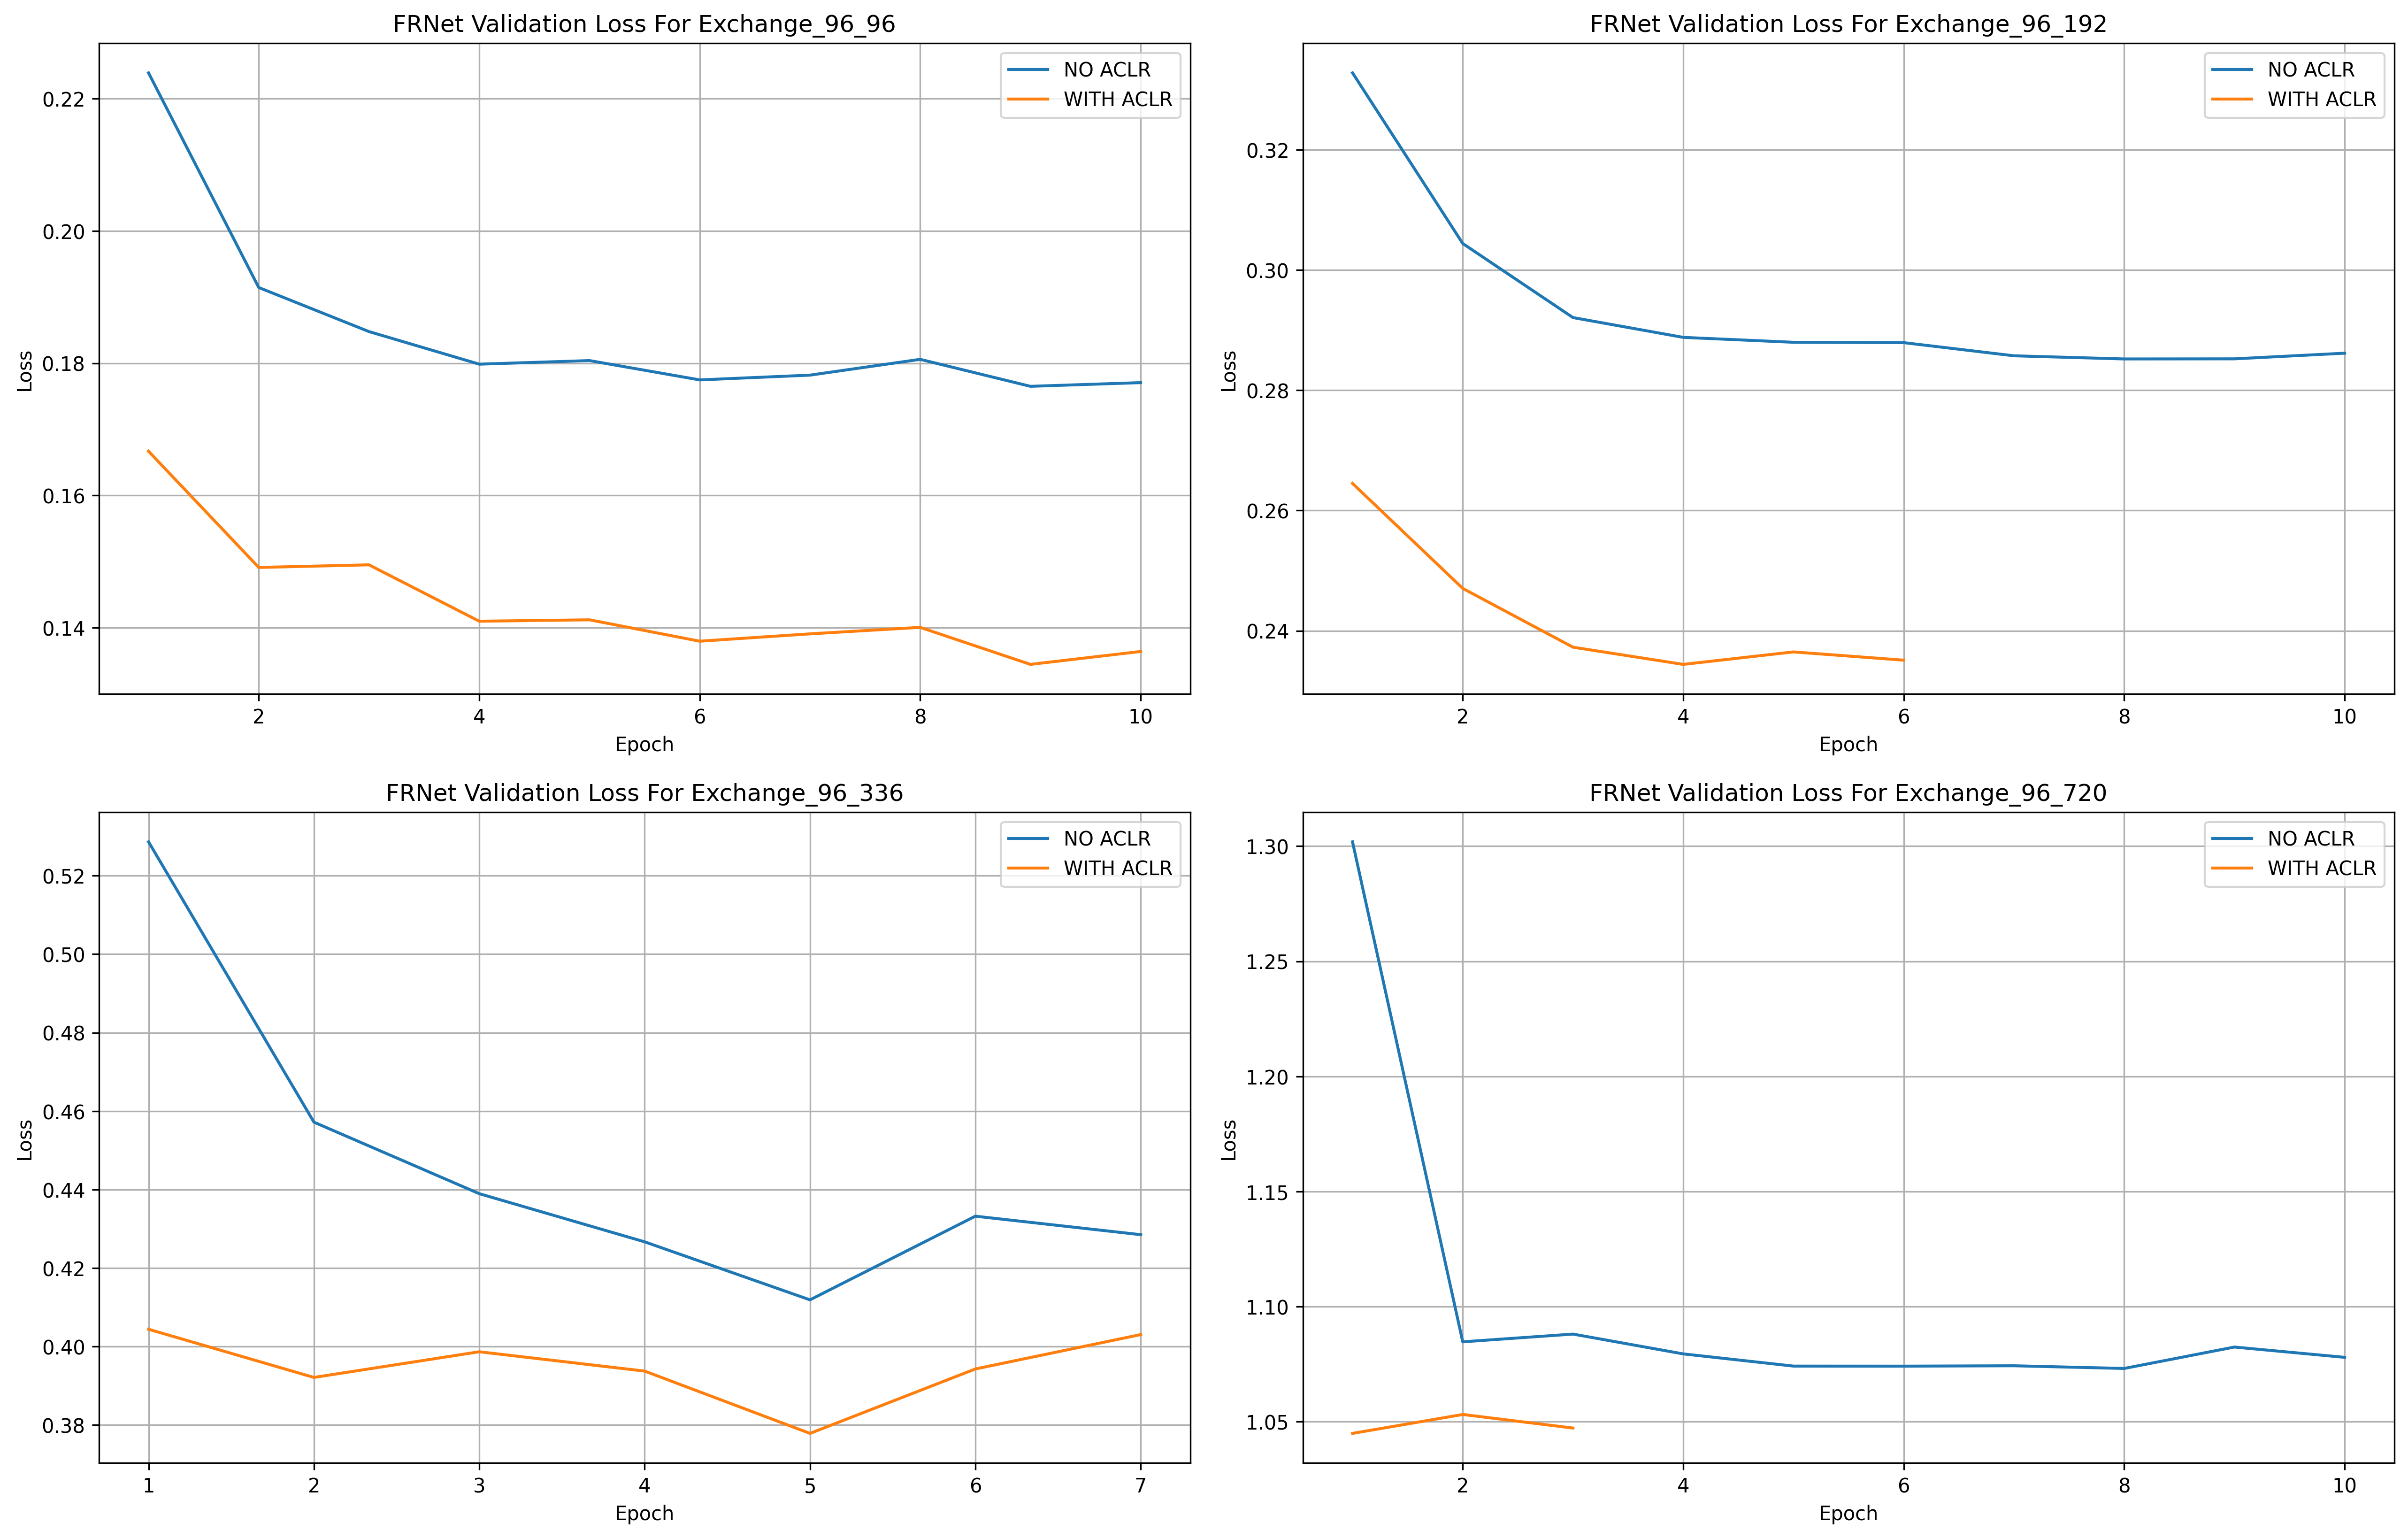 FRNet Validation Loss For Exchange_96_96
NO ACLR
WITH ACLR
0.22
0.20
0.18
0.16
0.14
Loss
2 4 6 8 10
Epoch
FRNet Validation Loss For Exchange_96_192
NO ACLR
WITH ACLR
0.32
0.30
0.28
0.26
0.24
Loss
2 4 6 8 10
Epoch
FRNet Validation Loss For Exchange_96_336
NO ACLR
WITH ACLR
0.52
0.50
0.48
0.46
0.44
0.42
0.40
0.38
Loss
1 2 3 4 5 6 7
Epoch
FRNet Validation Loss For Exchange_96_720
NO ACLR
WITH ACLR
1.30
1.25
1.20
1.15
1.10
1.05
Loss
2 4 6 8 10
Epoch